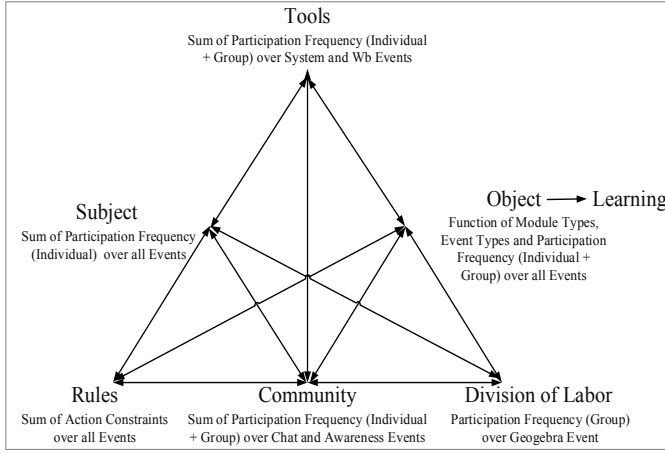 Tools
Sum of Participation Frequency (Individual
+ Group) over System and Wb Events
Subject
Sum of Participation Frequency
(Individual) over all Events
Object
Learning
Function of Module Types,
Event Types and Participation
Frequency (Individual +
Group) over all Events
Rules
Sum of Action Constraints
over all Events
Community
Sum of Participation Frequency (Individual
+ Group) over Chat and Awareness Events
Division of Labor
Participation Frequency (Group)
over Geogebra Event